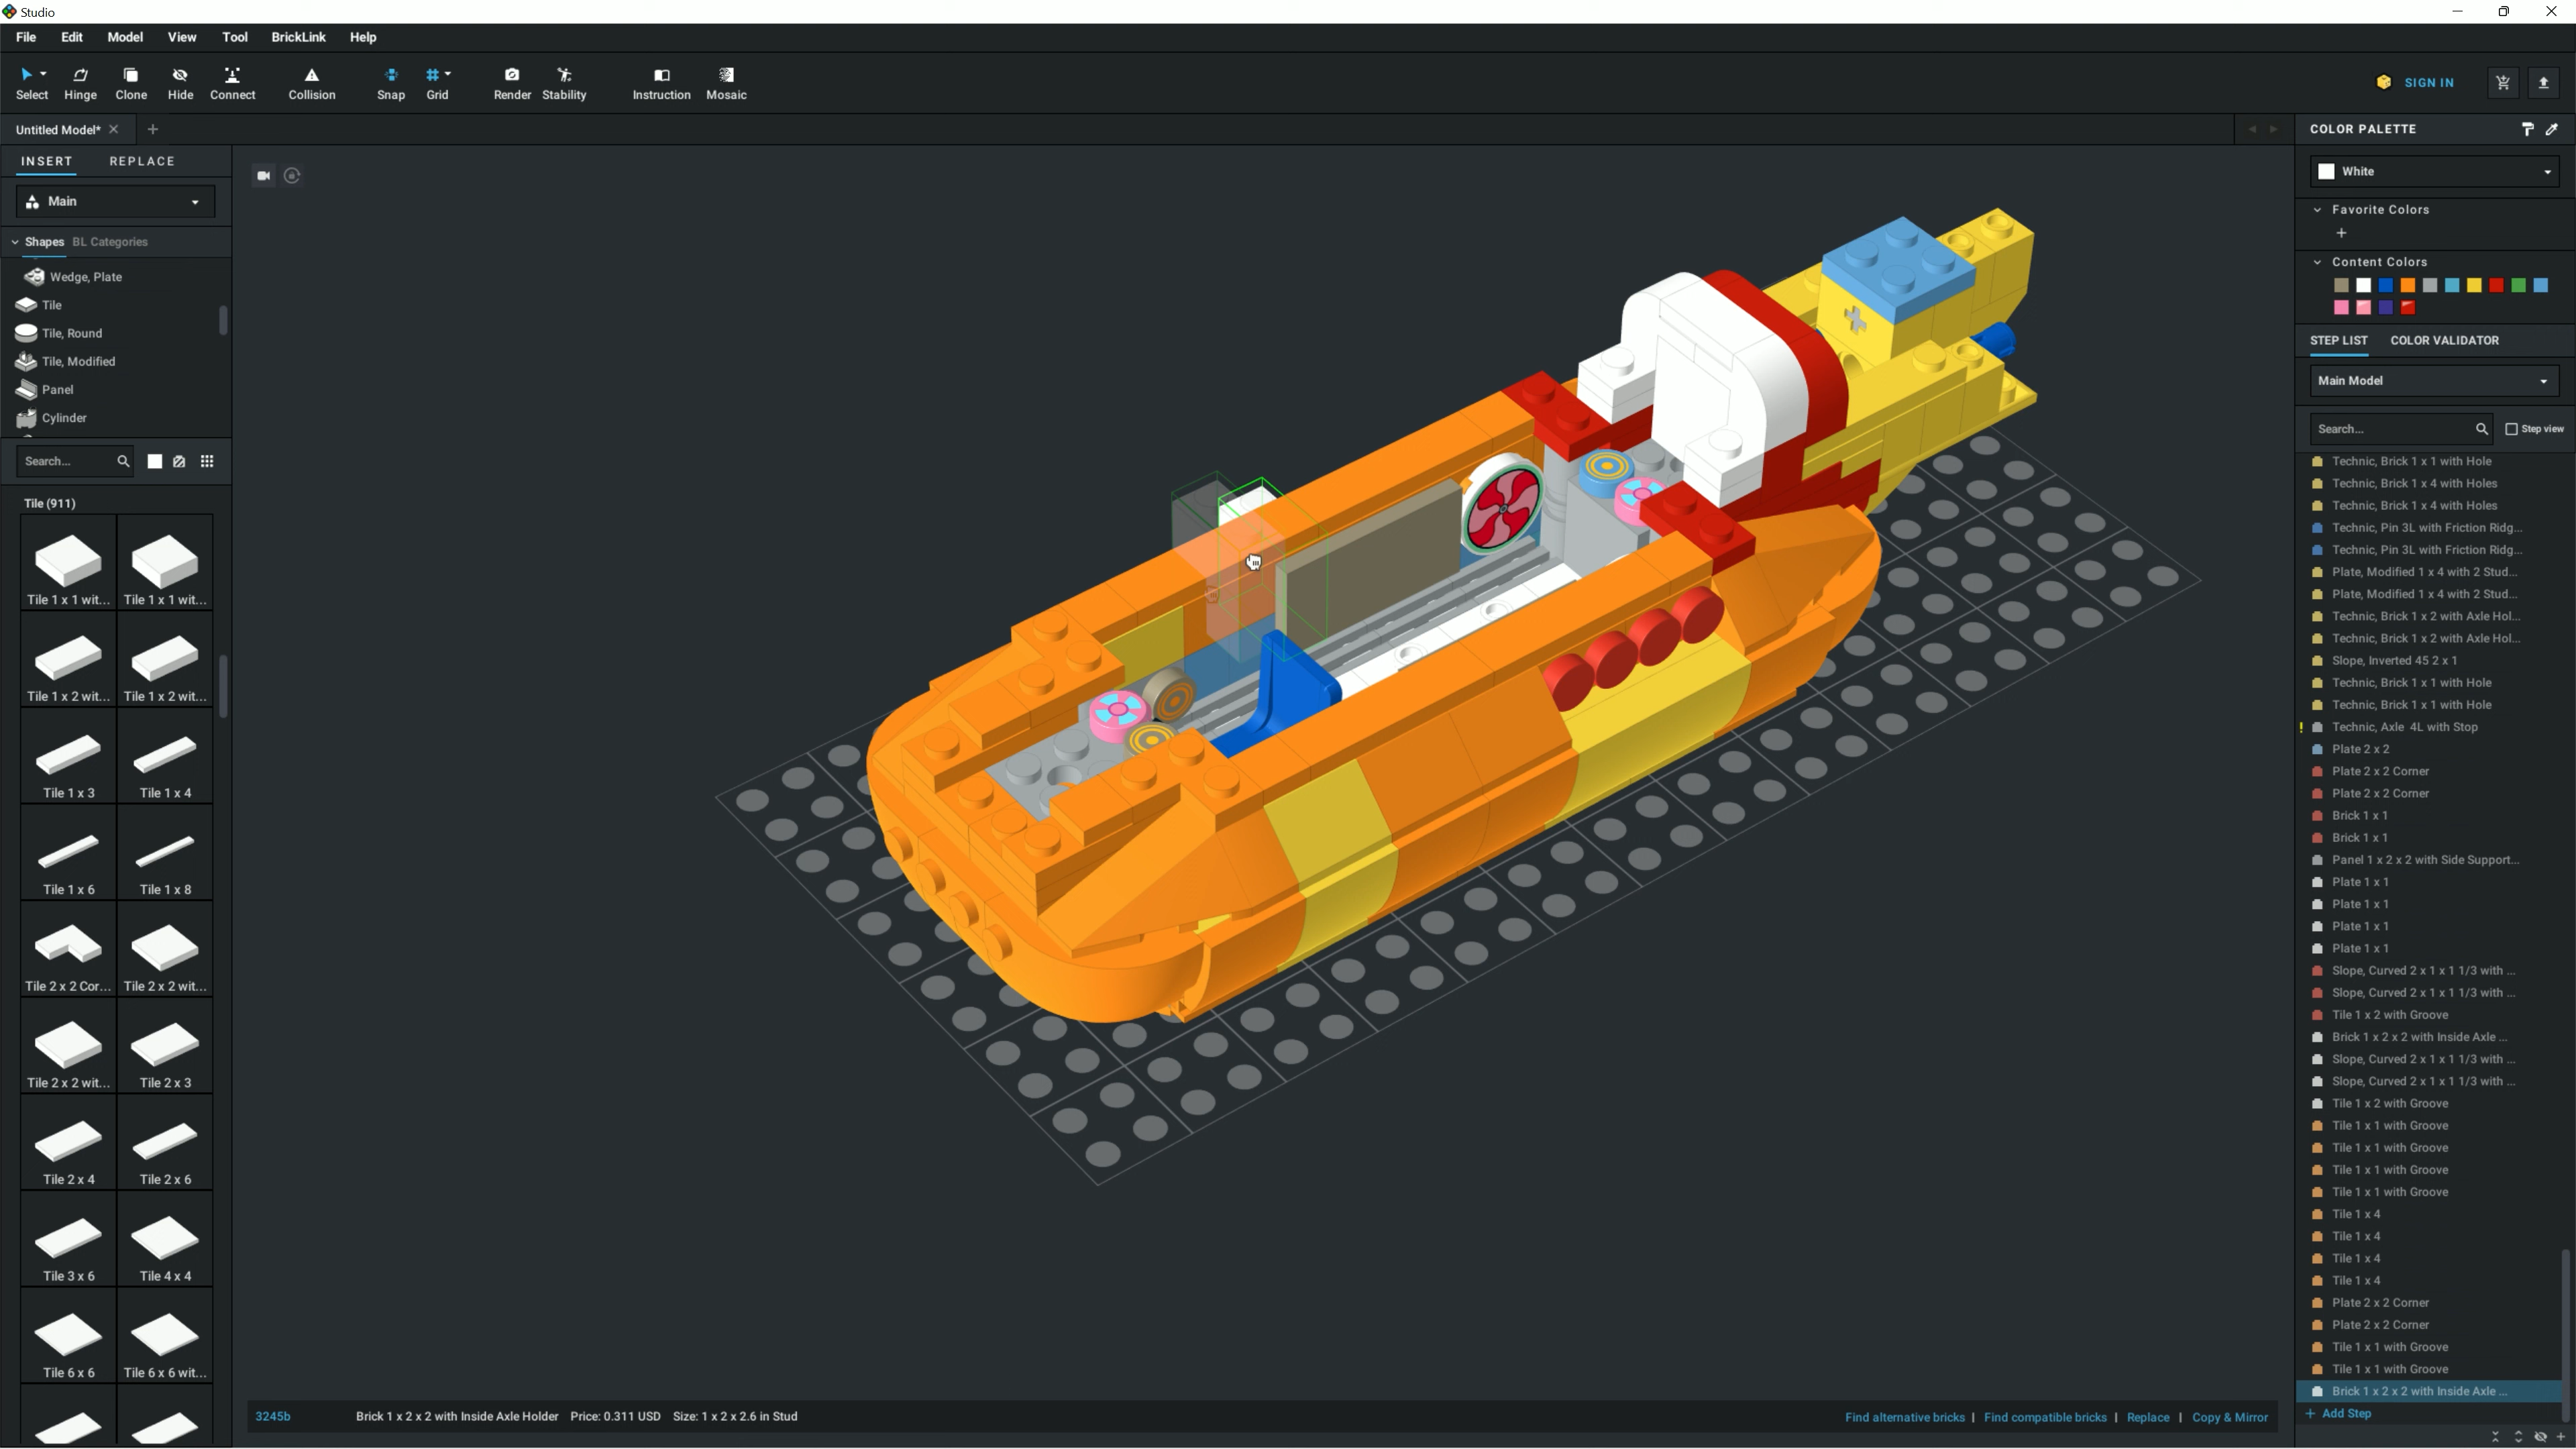 Studio
File Edit Model View Tool BrickLink Help
Select Hinge Clone Hide Connect Collision Snap Grid Render Stability Instruction Mosaic
SIGN IN
Untitled Model*
INSERT REPLACE
Main
Shapes BL Categories
Wedge, Plate
Tile
Tile, Round
Tile, Modified
Panel
Cylinder
Search...
Tile (911)
Tile 1 x 1 wit... Tile 1 x 1 wit...
Tile 1 x 2 wit... Tile 1 x 2 wit...
Tile 1 x 3 Tile 1 x 4
Tile 1 x 6 Tile 1 x 8
Tile 2 x 2 Cor... Tile 2 x 2 wit...
Tile 2 x 2 wit... Tile 2 x 3
Tile 2 x 4 Tile 2 x 6
Tile 3 x 6 Tile 4 x 4
Tile 6 x 6 Tile 6 x 6 wit...
3245b Brick 1 x 2 x 2 with Inside Axle Holder Price: 0.311 USD Size: 1 x 2 x 2.6 in Stud
Find alternative bricks | Find compatible bricks | Replace | Copy & Mirror
COLOR PALETTE
White
Favorite Colors
Content Colors
STEP LIST COLOR VALIDATOR
Main Model
Search... Step view
Technic, Brick 1 x 1 with Hole
Technic, Brick 1 x 4 with Holes
Technic, Brick 1 x 4 with Holes
Technic, Pin 3L with Friction Ridg...
Technic, Pin 3L with Friction Ridg...
Plate, Modified 1 x 4 with 2 Stud...
Plate, Modified 1 x 4 with 2 Stud...
Technic, Brick 1 x 2 with Axle Hol...
Technic, Brick 1 x 2 with Axle Hol...
Slope, Inverted 45 2 x 1
Technic, Brick 1 x 1 with Hole
Technic, Brick 1 x 1 with Hole
! Technic, Axle 4L with Stop
Plate 2 x 2
Plate 2 x 2 Corner
Plate 2 x 2 Corner
Brick 1 x 1
Brick 1 x 1
Panel 1 x 2 x 2 with Side Support...
Plate 1 x 1
Plate 1 x 1
Plate 1 x 1
Plate 1 x 1
Slope, Curved 2 x 1 x 1 1/3 with ...
Slope, Curved 2 x 1 x 1 1/3 with ...
Tile 1 x 2 with Groove
Brick 1 x 2 x 2 with Inside Axle ...
Slope, Curved 2 x 1 x 1 1/3 with ...
Slope, Curved 2 x 1 x 1 1/3 with ...
Tile 1 x 2 with Groove
Tile 1 x 1 with Groove
Tile 1 x 1 with Groove
Tile 1 x 1 with Groove
Tile 1 x 1 with Groove
Tile 1 x 4
Tile 1 x 4
Tile 1 x 4
Tile 1 x 4
Plate 2 x 2 Corner
Plate 2 x 2 Corner
Tile 1 x 1 with Groove
Tile 1 x 1 with Groove
Brick 1 x 2 x 2 with Inside Axle ...
+ Add Step